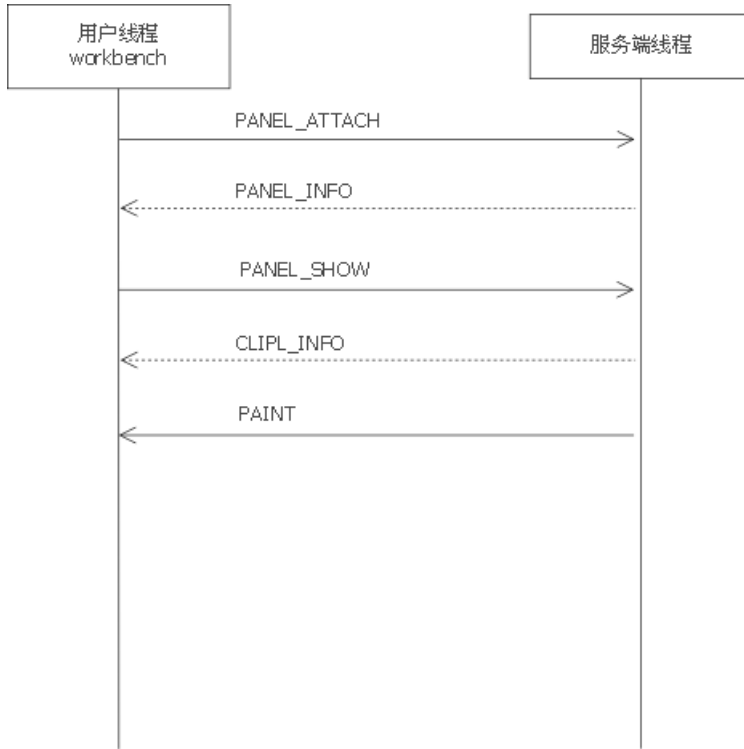 用户线程
workbench
服务端线程
PANEL_ATTACH
PANEL_INFO
PANEL_SHOW
CLIPL_INFO
PAINT